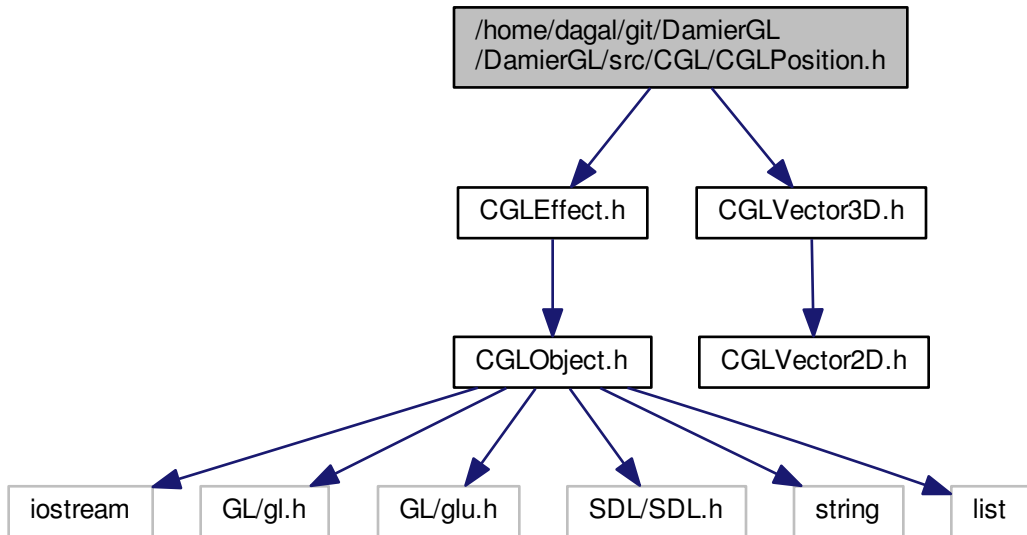 /home/dagal/git/DamierGL
/DamierGL/src/CGL/CGLPosition.h
CGLEffect.h
CGLVector3D.h
CGLObject.h
CGLVector2D.h
iostream
GL/gl.h
GL/glu.h
SDL/SDL.h
string
list